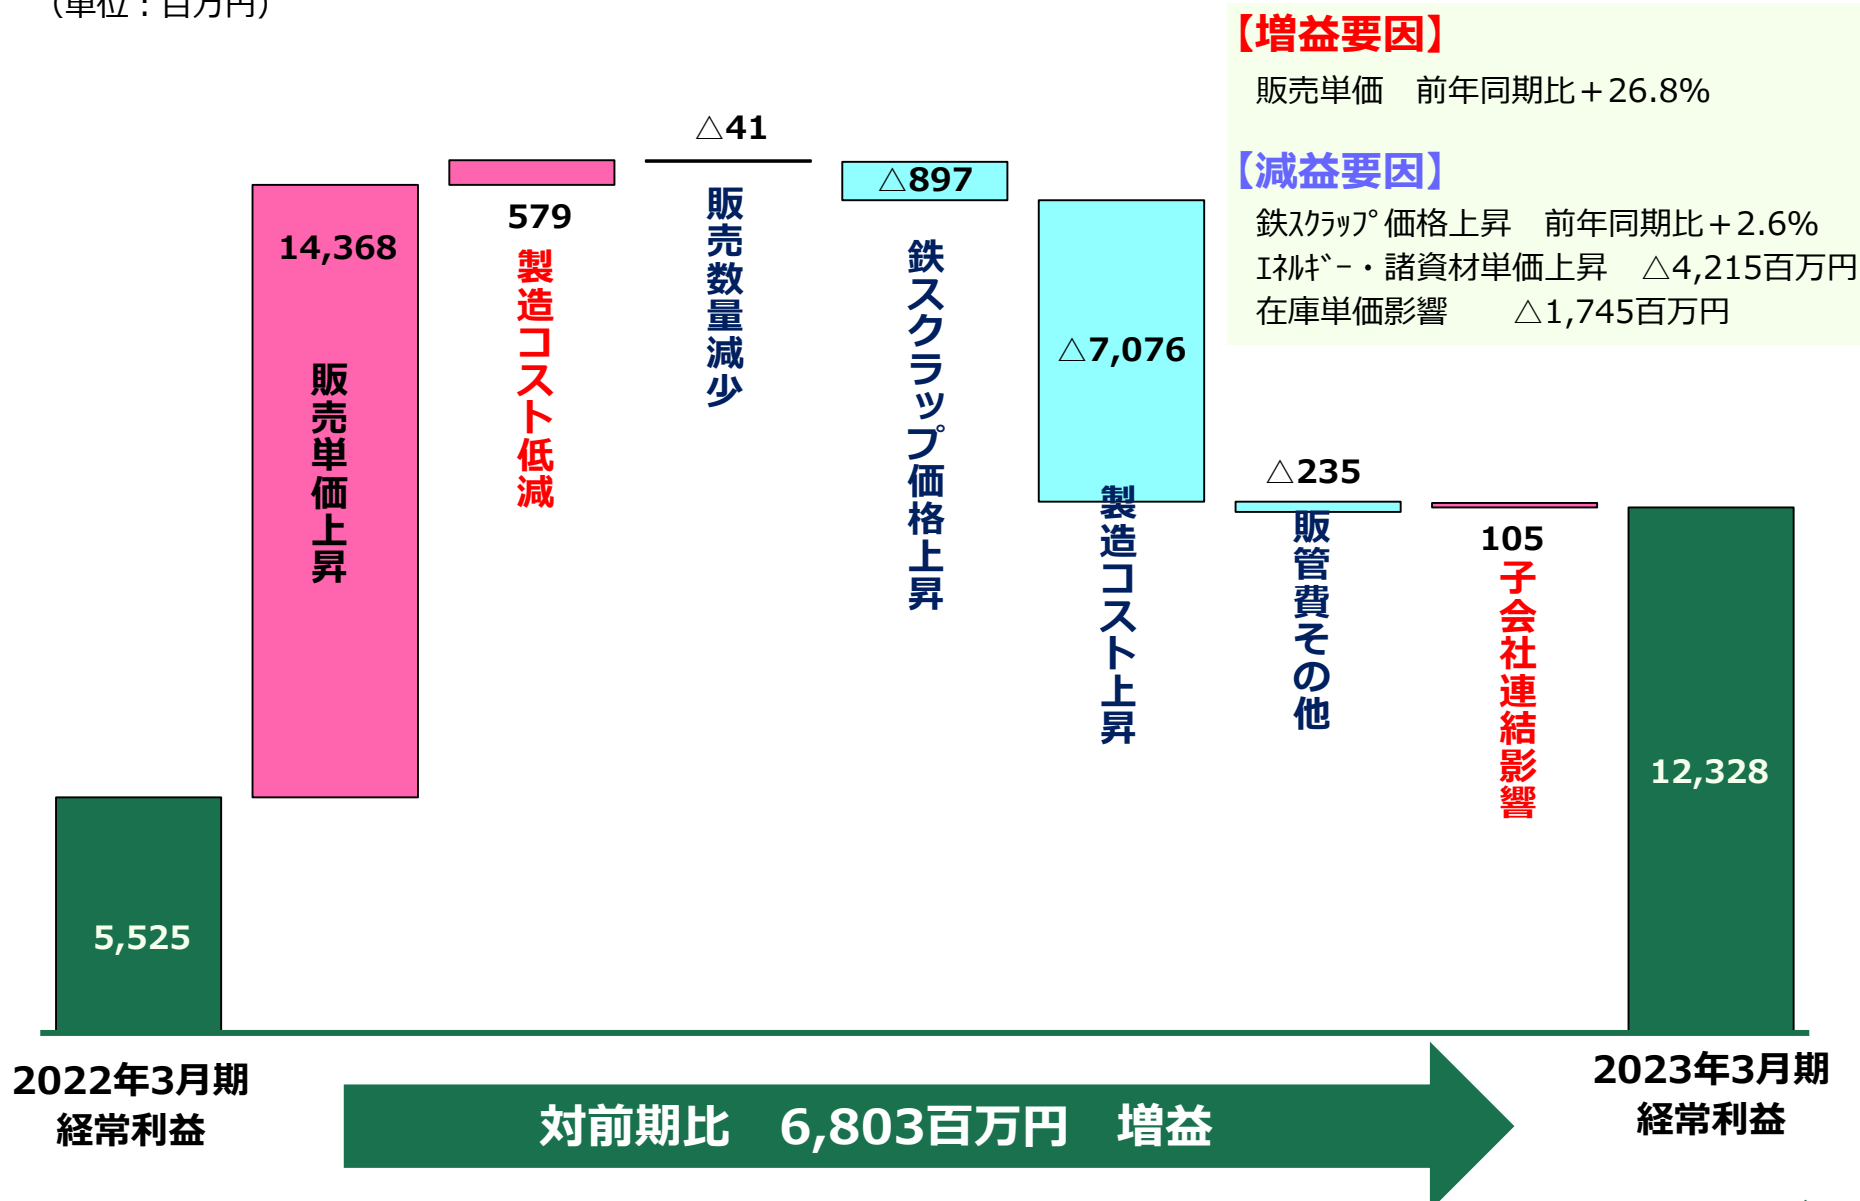 （単位：百万円）
【増益要因】
販売単価　前年同期比＋26.8%
【減益要因】
鉄ｽｸﾗｯﾌﾟ価格上昇　前年同期比＋2.6%
ｴﾈﾙｷﾞｰ・諸資材単価上昇　△4,215百万円
在庫単価影響　　△1,745百万円
5,525
14,368
販売単価上昇
579
製造コスト低減
△41
販売数量減少
△897
鉄スクラップ価格上昇
△7,076
製造コスト上昇
△235
販管費その他
105
子会社連結影響
12,328
2022年3月期
経常利益
対前期比　6,803百万円　増益
2023年3月期
経常利益